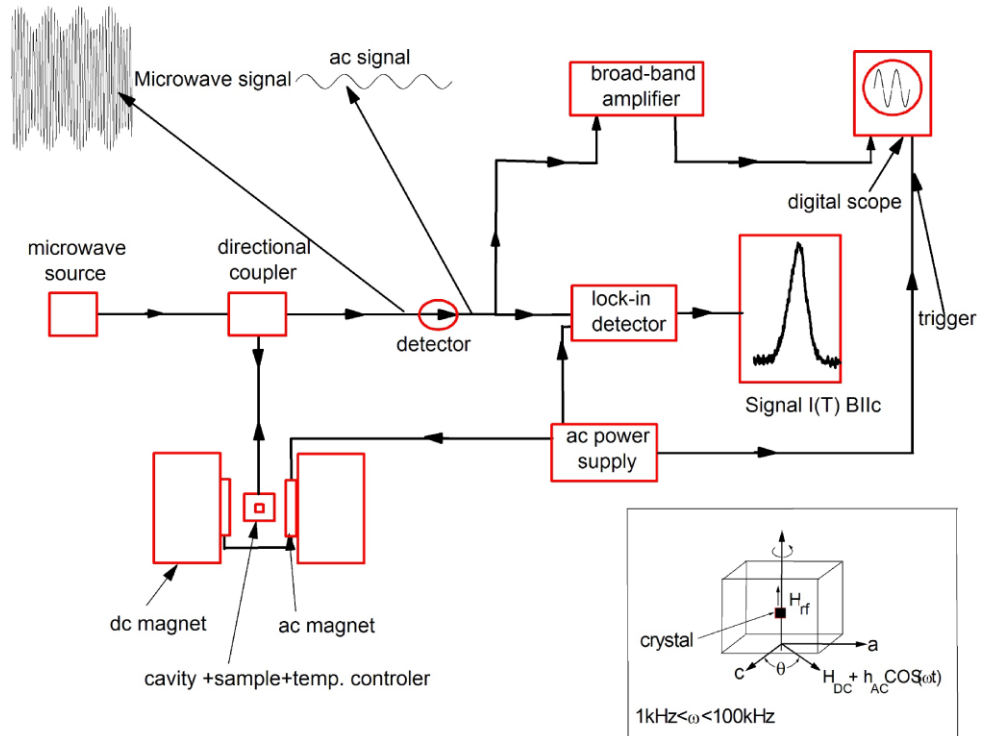 ac signal
Microwave signal
broad-band
amplifier
digital scope
microwave
source
directional
coupler
detector
lock-in
detector
trigger
Signal I(T) BIIc
ac power
supply
dc magnet
ac magnet
cavity +sample+temp. controler
H rf
crystal
a
c
θ
H DC + h AC COS(ωt)
1kHz<ω<100kHz